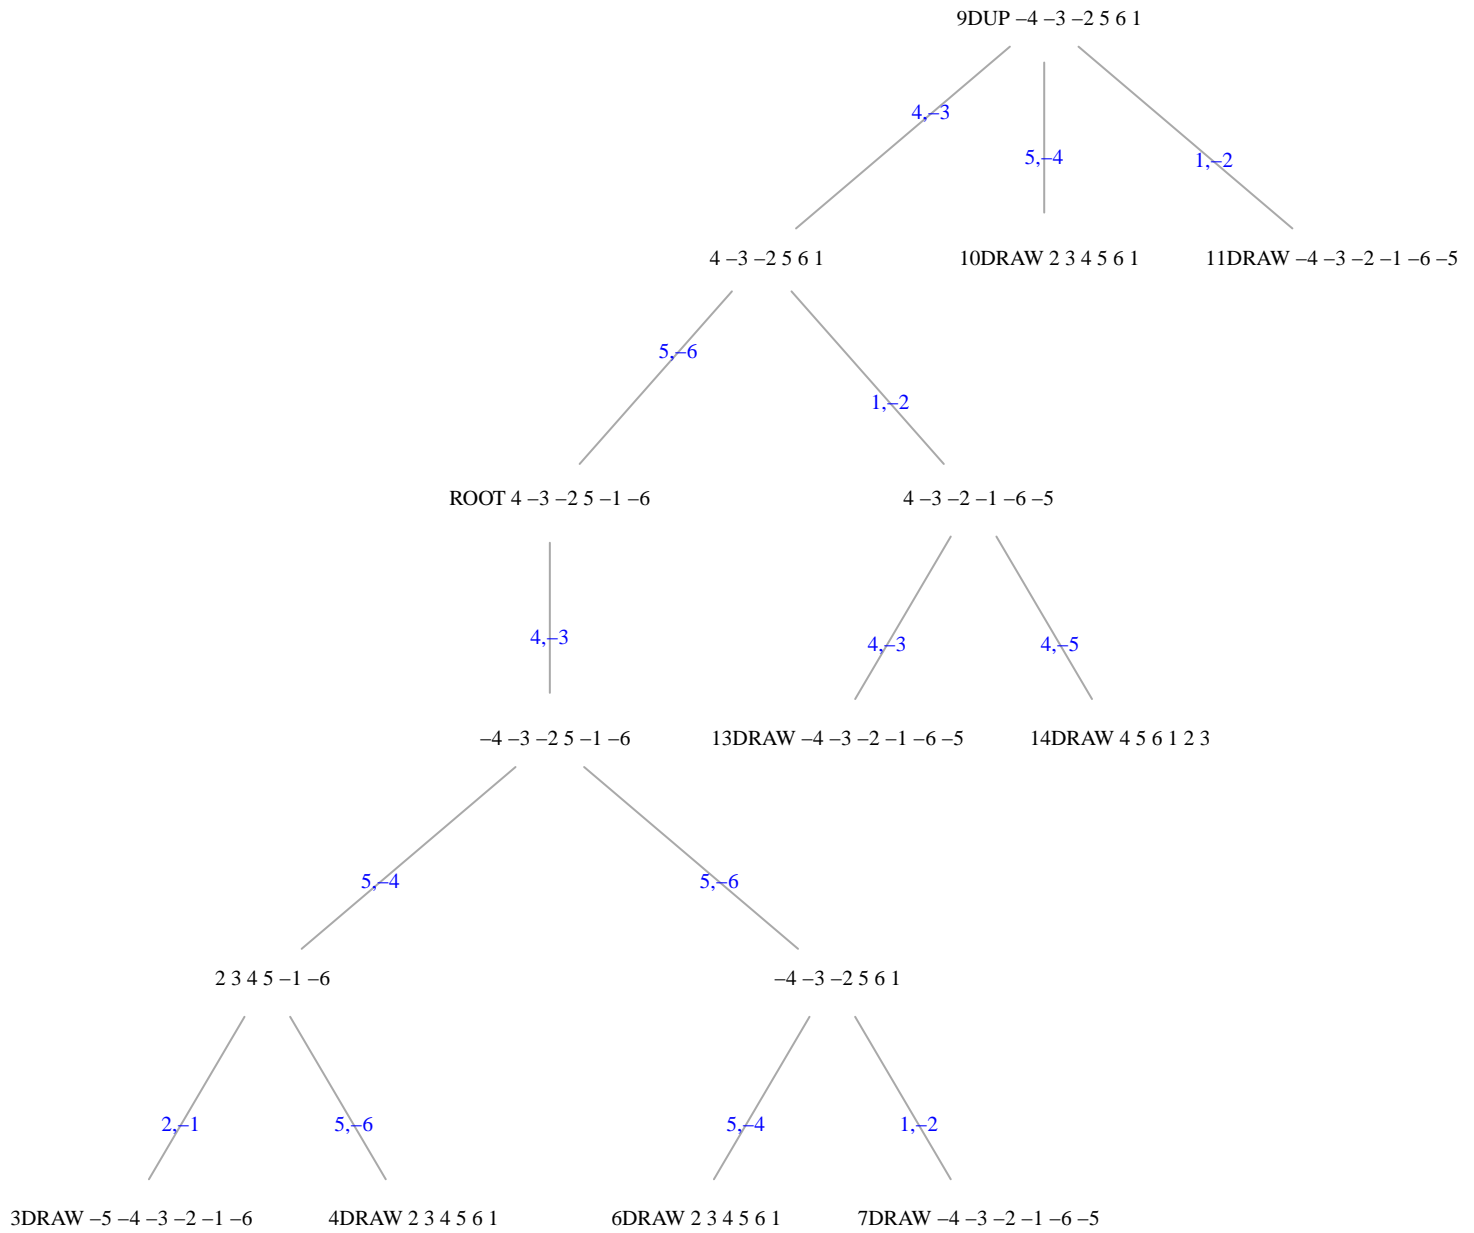 9DUP –4 –3 –2 5 6 1
4,–3
5,–4
1,–2
4 –3 –2 5 6 1
10DRAW 2 3 4 5 6 1
11DRAW –4 –3 –2 –1 –6 –5
5,–6
1,–2
ROOT 4 –3 –2 5 –1 –6
4 –3 –2 –1 –6 –5
4,–3
4,–3
4,–5
–4 –3 –2 5 –1 –6
13DRAW –4 –3 –2 –1 –6 –5
14DRAW 4 5 6 1 2 3
5,–4
5,–6
2 3 4 5 –1 –6
–4 –3 –2 5 6 1
2,–1
5,–6
5,–4
1,–2
3DRAW –5 –4 –3 –2 –1 –6
4DRAW 2 3 4 5 6 1
6DRAW 2 3 4 5 6 1
7DRAW –4 –3 –2 –1 –6 –5